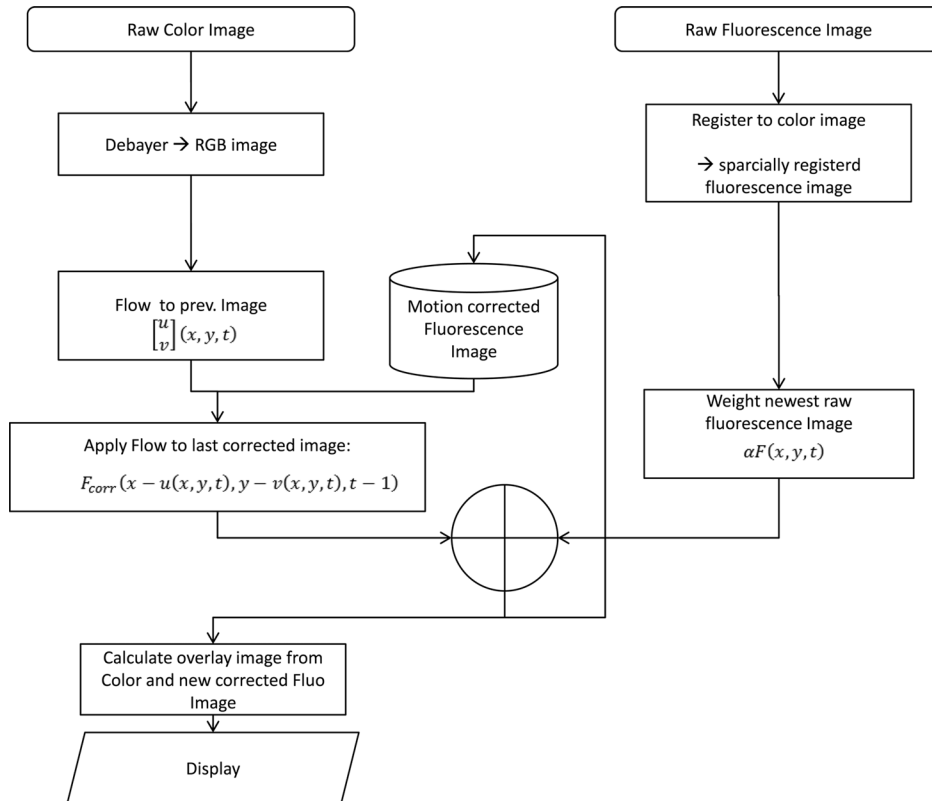 Raw Color Image
Raw Fluorescence Image
Debayer → RGB image
Register to color image
→ sparcially registerd
fluorescence image
Flow to prev. Image
[u v] (x, y, t)
Motion corrected
Fluorescence
Image
Weight newest raw
fluorescence Image
αF(x, y, t)
Apply Flow to last corrected image:
F_corr(x − u(x, y, t), y − v(x, y, t), t − 1)
Calculate overlay image from
Color and new corrected Fluo
Image
Display